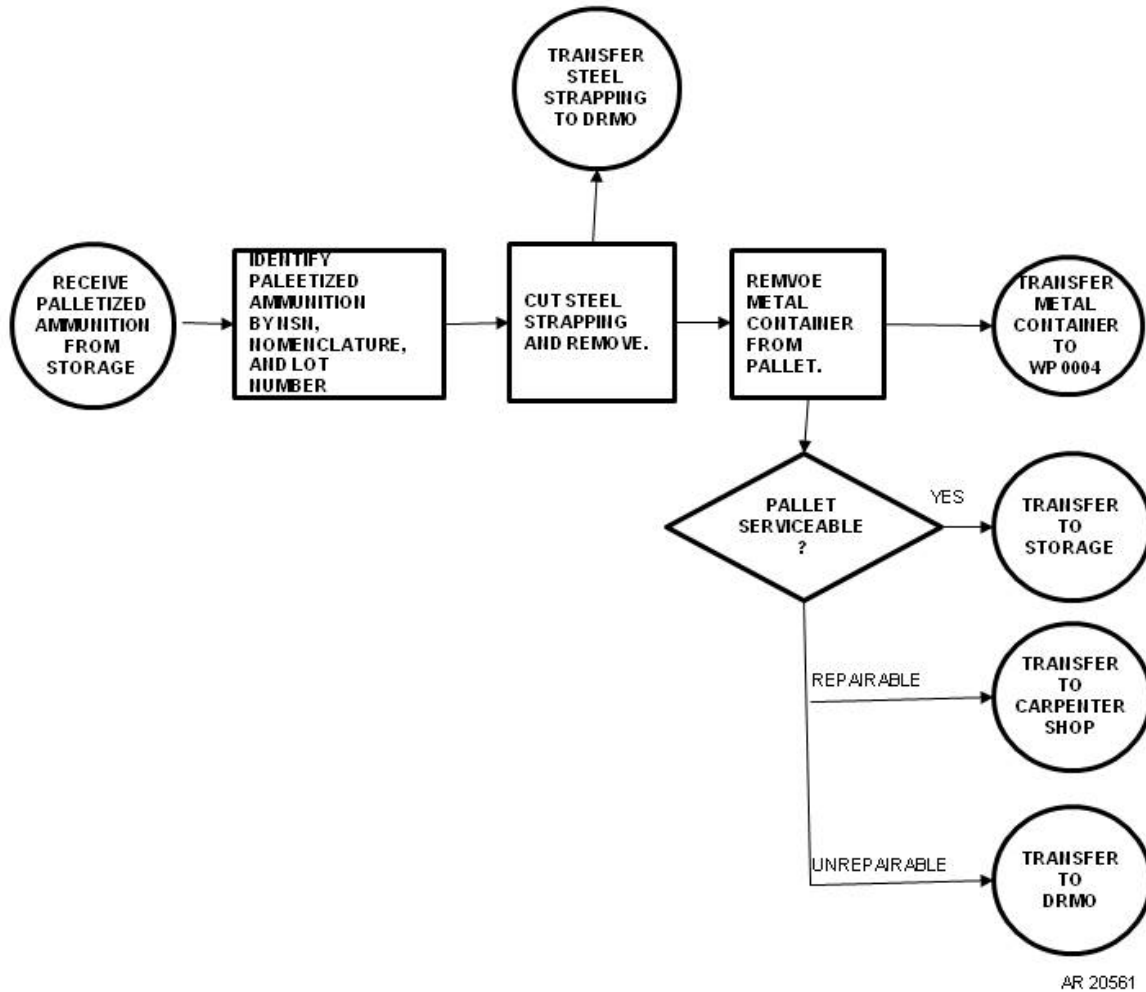 TRANSFER
STEEL
STRAPPING
TO DRMO
RECEIVE
PALLETIZED
AMMUNITION
FROM
STORAGE
IDENTIFY
PALEETIZED
AMMUNITION
BY NSN,
NOMENCLATURE,
AND LOT
NUMBER
CUT STEEL
STRAPPING
AND REMOVE.
REMVOE
METAL
CONTAINER
FROM
PALLET.
TRANSFER
METAL
CONTAINER
TO
WP 0004
PALLET
SERVICEABLE
?
YES
TRANSFER
TO
STORAGE
REPAIRABLE
TRANSFER
TO
CARPENTER
SHOP
UNREPAIRABLE
TRANSFER
TO
DRMO
AR 20561